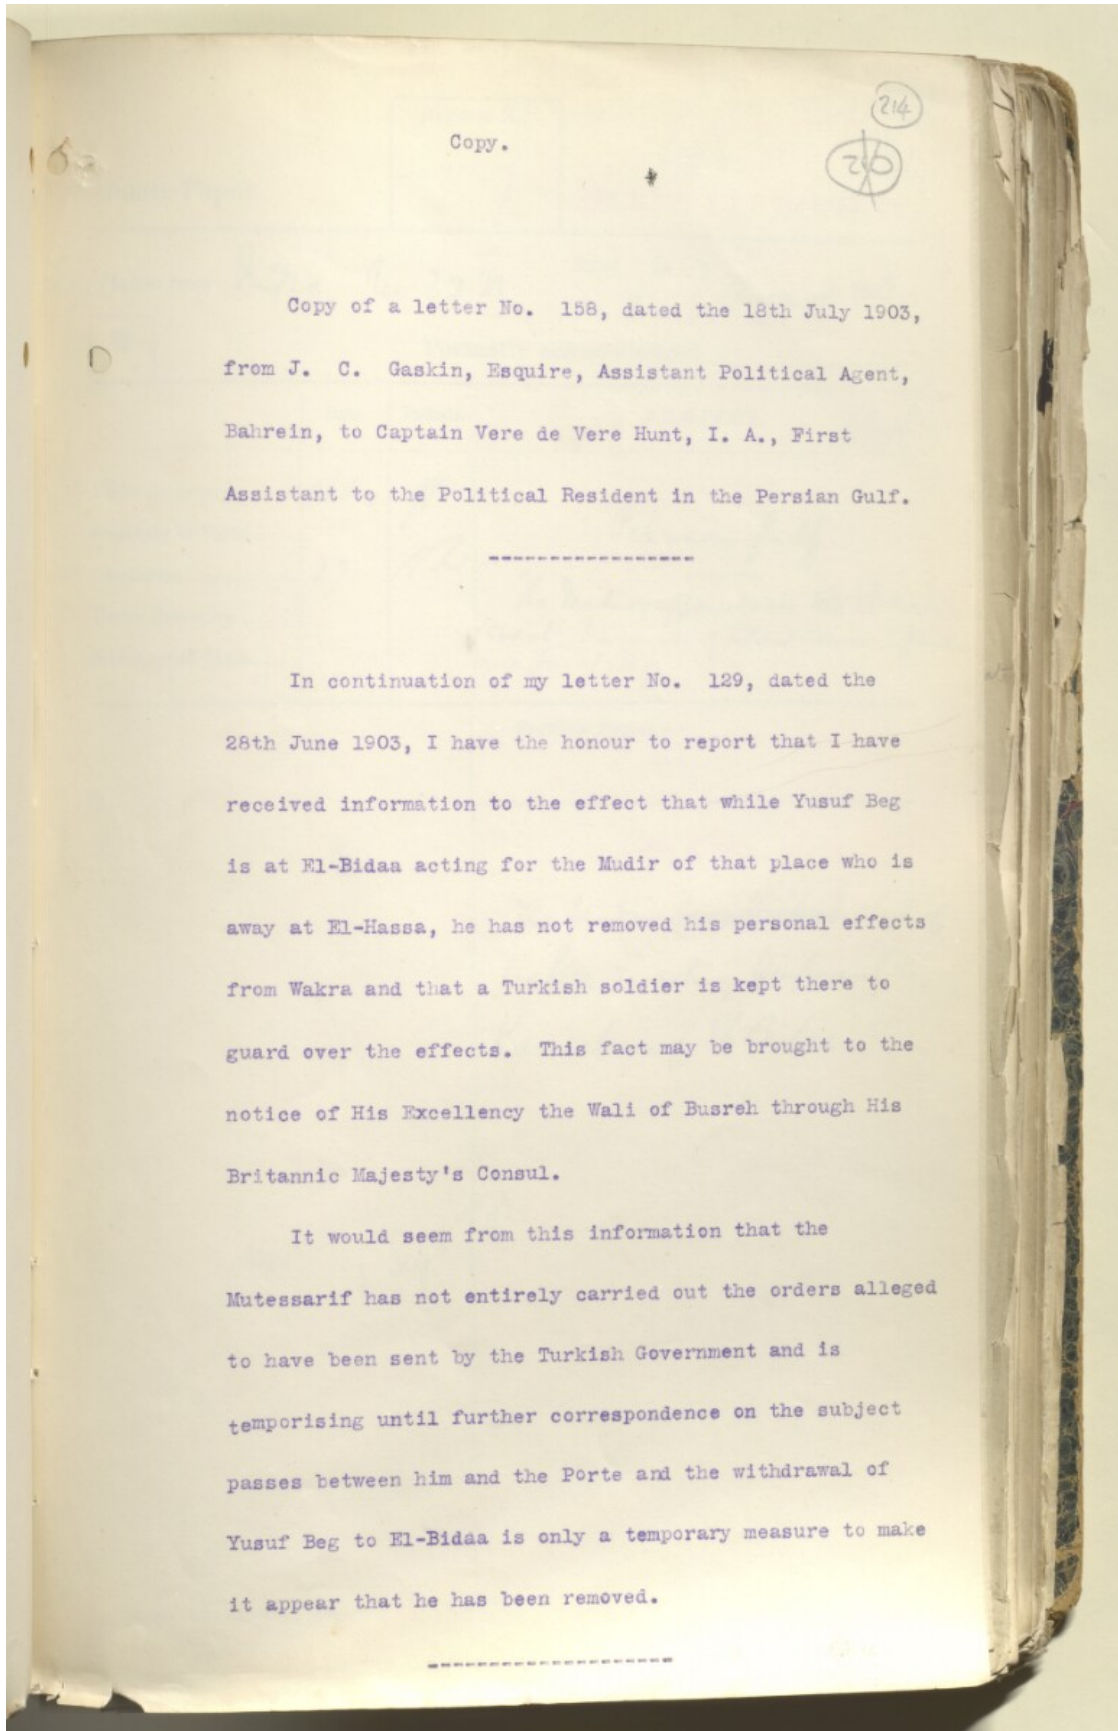 214
Copy.
210
Copy of a letter No. 158, dated the 18th July 1903,
from J. C. Gaskin, Esquire, Assistant Political Agent,
Bahrein, to Captain Vere de Vere Hunt, I. A., First
Assistant to the Political Resident in the Persian Gulf.
-----------------
In continuation of my letter No. 129, dated the
28th June 1903, I have the honour to report that I have
received information to the effect that while Yusuf Beg
is at El-Bidaa acting for the Mudir of that place who is
away at El-Hassa, he has not removed his personal effects
from Wakra and that a Turkish soldier is kept there to
guard over the effects. This fact may be brought to the
notice of His Excellency the Wali of Busreh through His
Britannic Majesty's Consul.
It would seem from this information that the
Mutessarif has not entirely carried out the orders alleged
to have been sent by the Turkish Government and is
temporising until further correspondence on the subject
passes between him and the Porte and the withdrawal of
Yusuf Beg to El-Bidaa is only a temporary measure to make
it appear that he has been removed.
--------------------